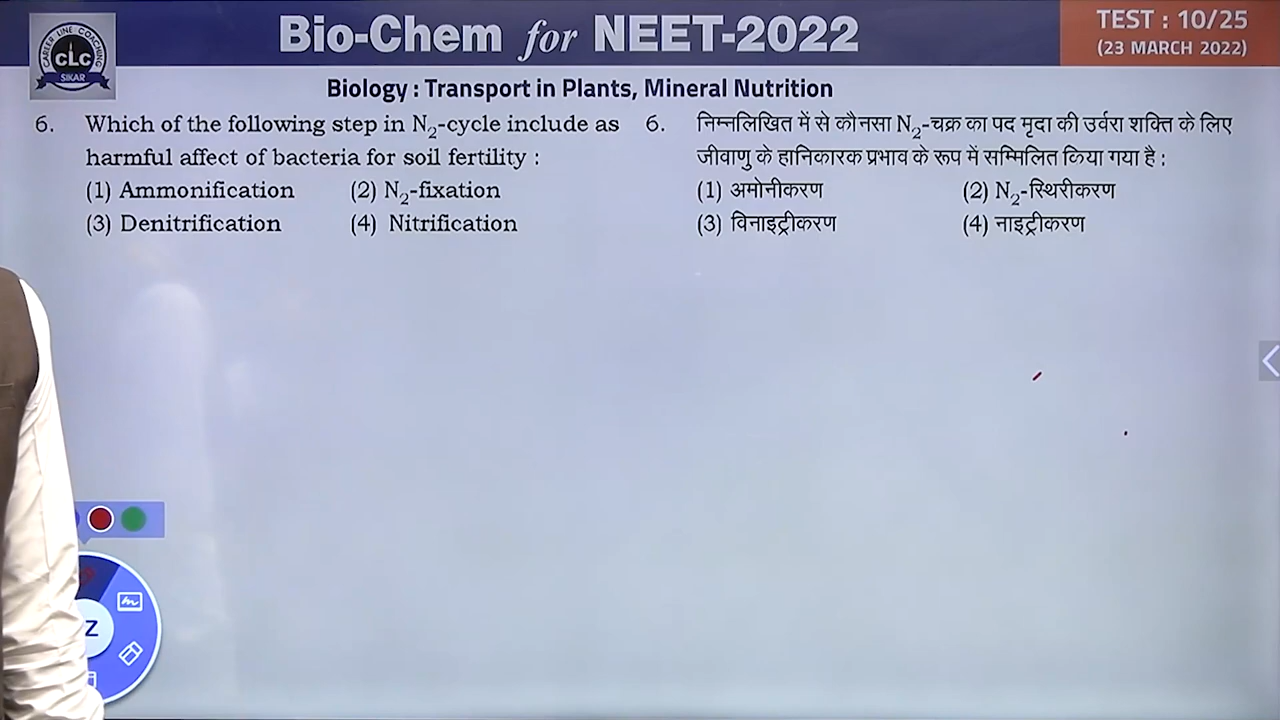 CAREER LINE COACHING
CLC
SIKAR
Bio-Chem for NEET-2022
TEST : 10/25
(23 MARCH 2022)
Biology : Transport in Plants, Mineral Nutrition
6. Which of the following step in N₂-cycle include as
harmful affect of bacteria for soil fertility :
(1) Ammonification (2) N₂-fixation
(3) Denitrification (4) Nitrification
6. निम्नलिखित में से कौनसा N₂-चक्र का पद मृदा की उर्वरा शक्ति के लिए
जीवाणु के हानिकारक प्रभाव के रूप में सम्मिलित किया गया है :
(1) अमोनीकरण (2) N₂-स्थिरीकरण
(3) विनाइट्रीकरण (4) नाइट्रीकरण
Z